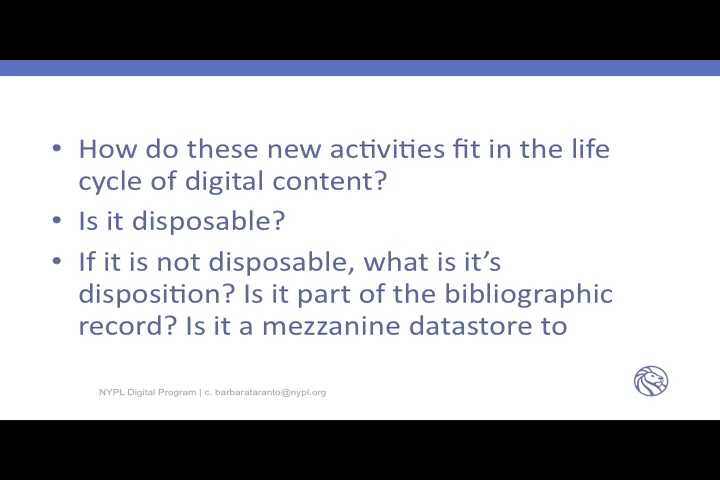 • How do these new activities fit in the life
cycle of digital content?
• Is it disposable?
• If it is not disposable, what is it’s
disposition? Is it part of the bibliographic
record? Is it a mezzanine datastore to
NYPL Digital Program | c. barbarataranto@nypl.org